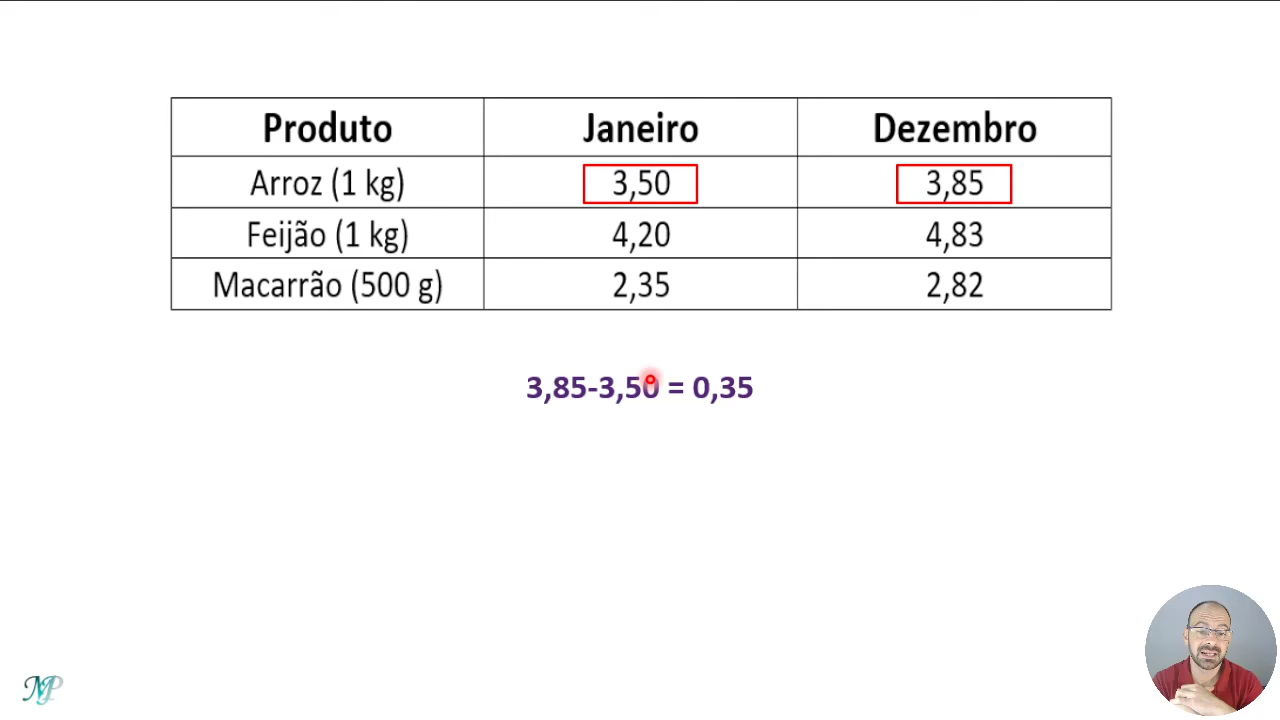 Produto Janeiro Dezembro
Arroz (1 kg) 3,50 3,85
Feijão (1 kg) 4,20 4,83
Macarrão (500 g) 2,35 2,82
3,85-3,50 = 0,35
MP